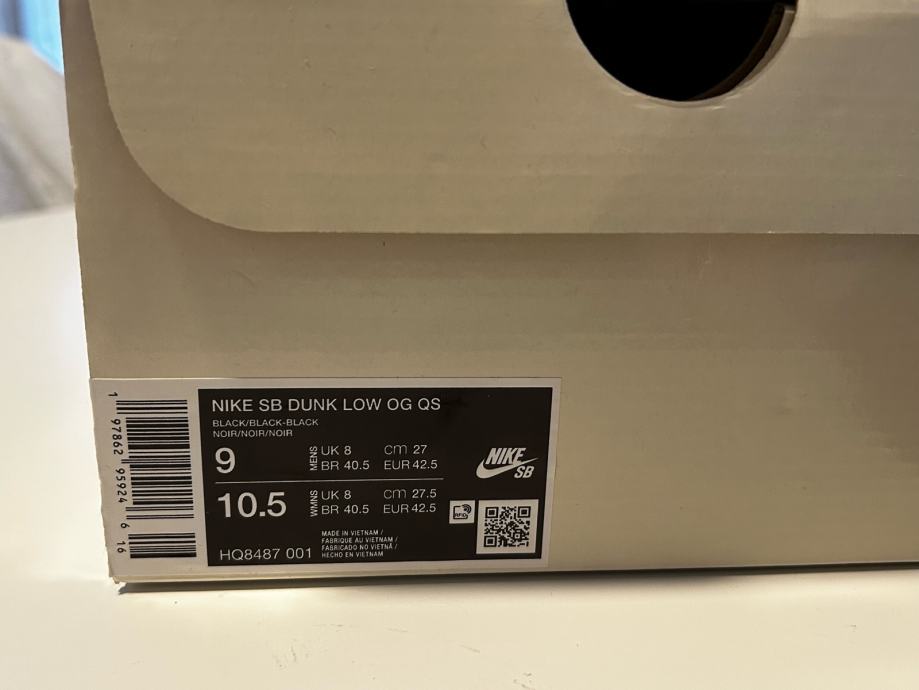 1 97862 95924 6 16
NIKE SB DUNK LOW OG QS
BLACK/BLACK-BLACK
NOIR/NOIR/NOIR
9
MENS
UK 8 cm 27
BR 40.5 EUR 42.5
10.5
WMNS
UK 8 cm 27.5
BR 40.5 EUR 42.5
NIKE
SB
RFID
HQ8487 001
MADE IN VIETNAM /
FABRIQUE AU VIETNAM /
FABRICADO NO VIETNÃ /
HECHO EN VIETNAM